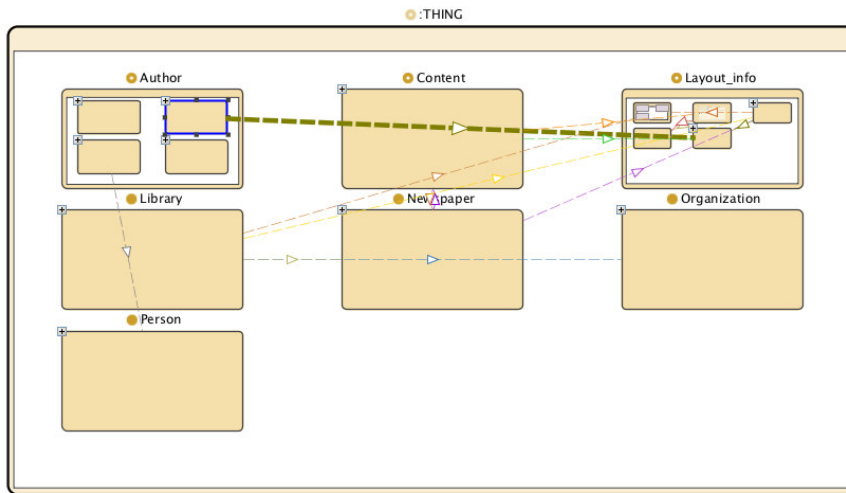 :THING
Author
Content
Layout_info
Library
Newspaper
Organization
Person